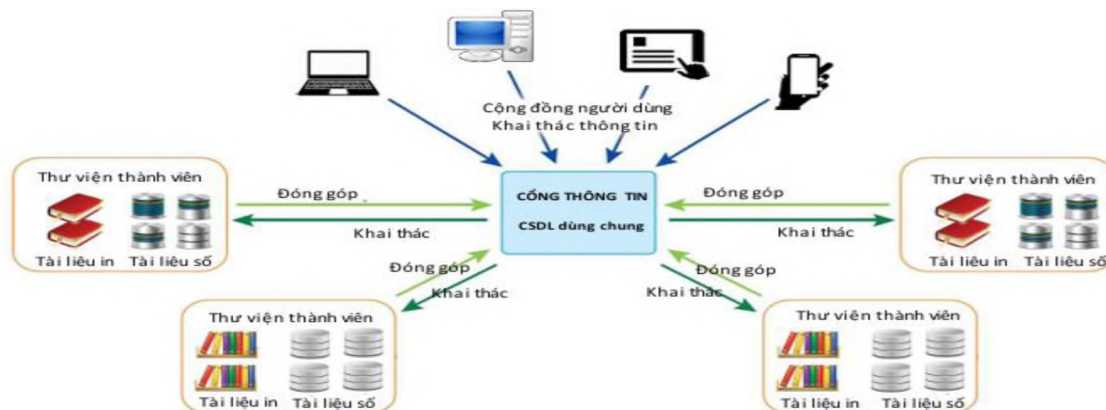 Cộng đồng người dùng
Khai thác thông tin
Thư viện thành viên
Tài liệu in Tài liệu số
Đóng góp
Khai thác
CỔNG THÔNG TIN
CSDL dùng chung
Đóng góp
Khai thác
Thư viện thành viên
Tài liệu in Tài liệu số
Đóng góp
Khai thác
Thư viện thành viên
Tài liệu in Tài liệu số
Đóng góp
Khai thác
Thư viện thành viên
Tài liệu in Tài liệu số